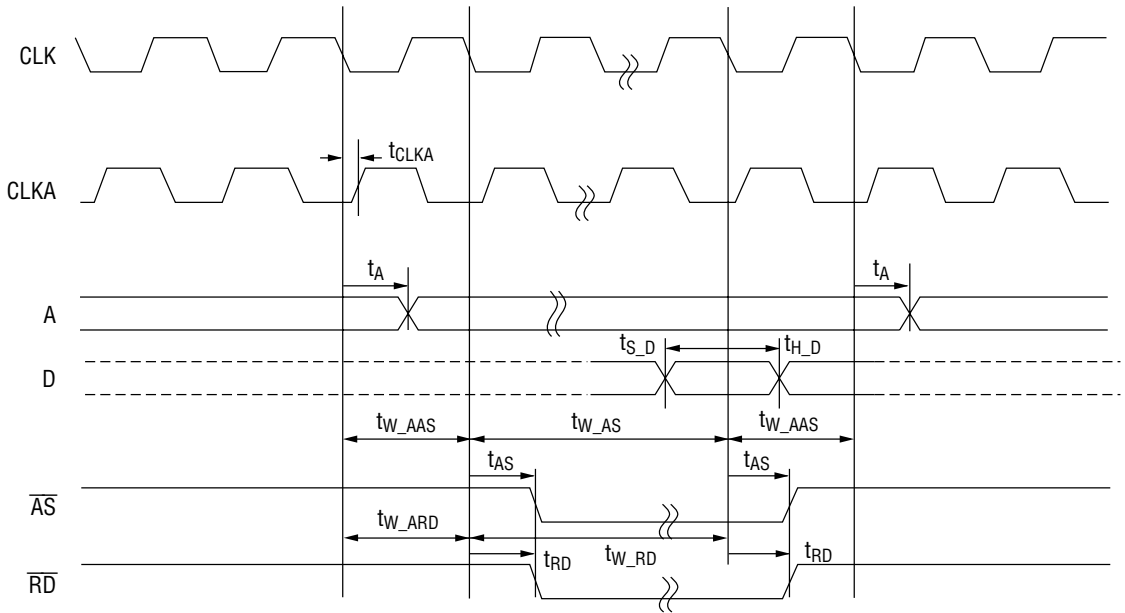 CLK
tCLKA
CLKA
tA tA
A
tS_D tH_D
D
tW_AAS tW_AS tW_AAS
tAS tAS
AS
tW_ARD tW_RD
tRD tRD
RD